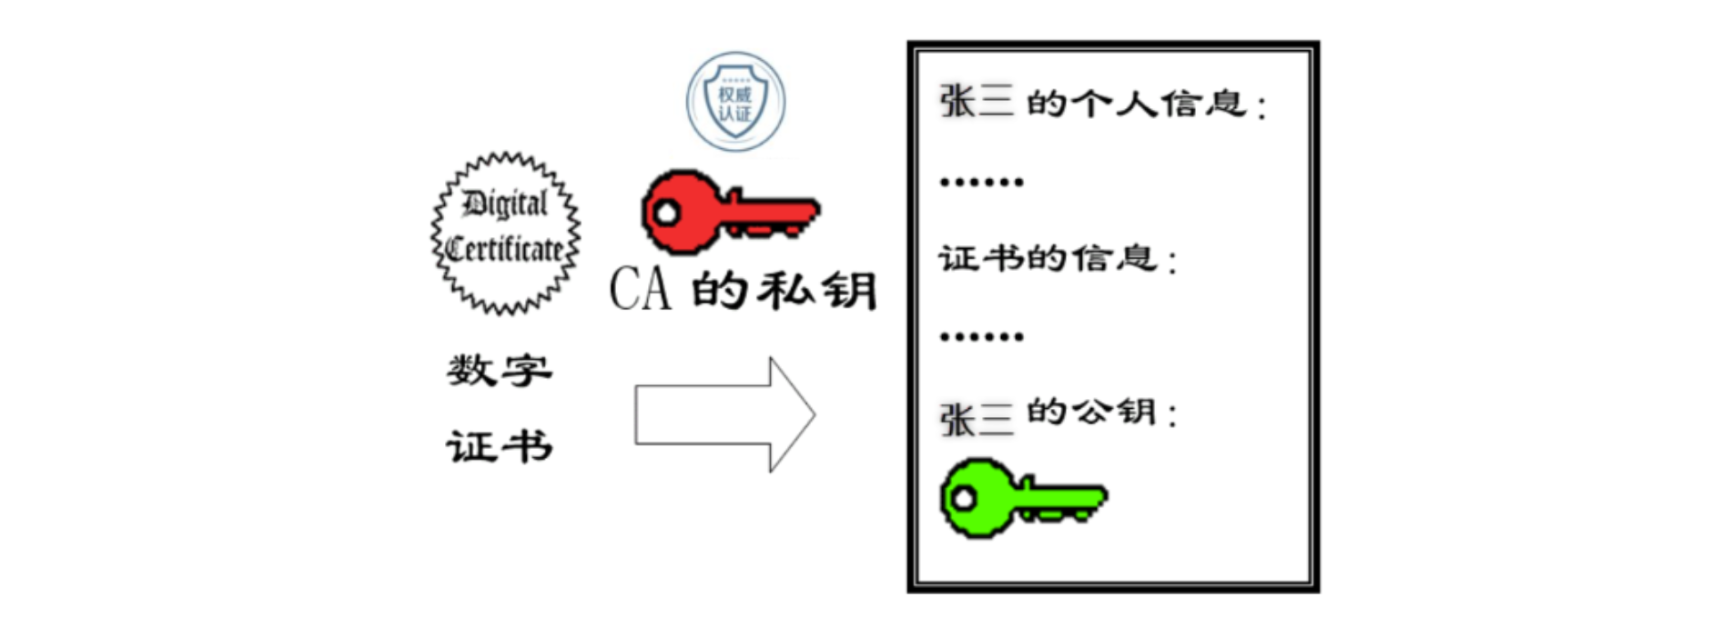 权威
认证
Digital
Certificate
数字
证书
CA 的私钥
张三 的个人信息：
......
证书的信息：
......
张三 的公钥：